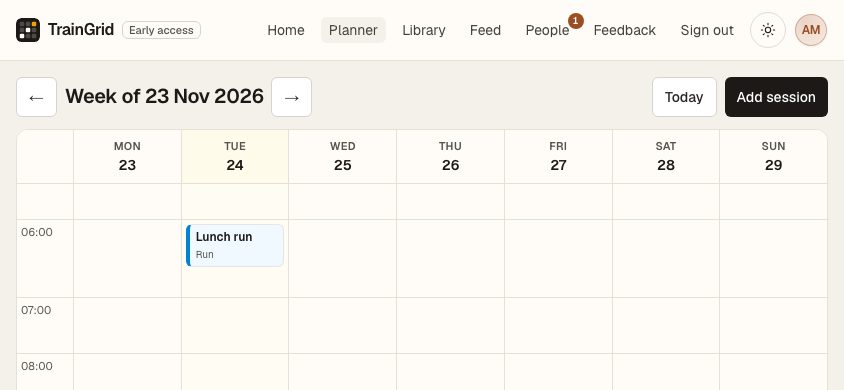 TrainGrid Early access Home Planner Library Feed People 1 Feedback Sign out AM
← Week of 23 Nov 2026 → Today Add session
MON TUE WED THU FRI SAT SUN
23 24 25 26 27 28 29
06:00 Lunch run
Run
07:00
08:00